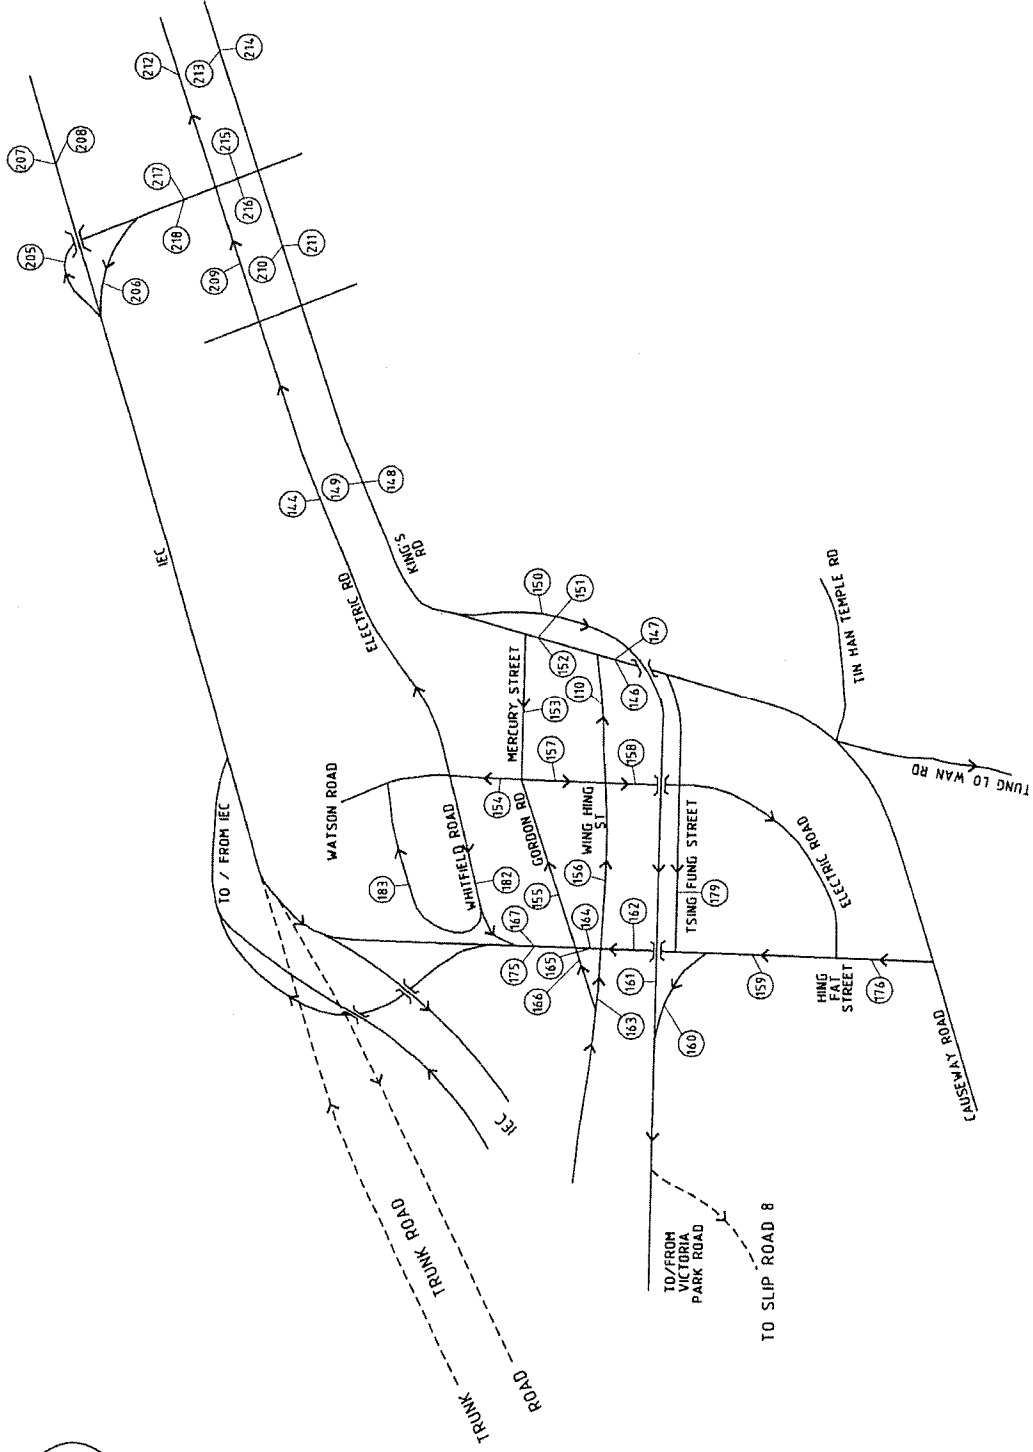 207
208
205
206
217
218
212
213
214
215
216
209
210
211
IEC
144
149
148
KING'S
RD
ELECTRIC RD
TO / FROM IEC
WATSON ROAD
183
WHITFIELD ROAD
182
154
157
MERCURY STREET
153
110
152
151
150
146
147
158
GORDON RD
WING HING
ST
155
156
167
175
164
165
166
163
162
161
160
TSING FUNG STREET
179
ELECTRIC ROAD
159
HING
FAT
STREET
176
CAUSEWAY ROAD
TIN HAN TEMPLE RD
TUNG LO WAN RD
IEC
TRUNK ROAD
TRUNK
ROAD
TO/FROM
VICTORIA
PARK ROAD
TO SLIP ROAD 8